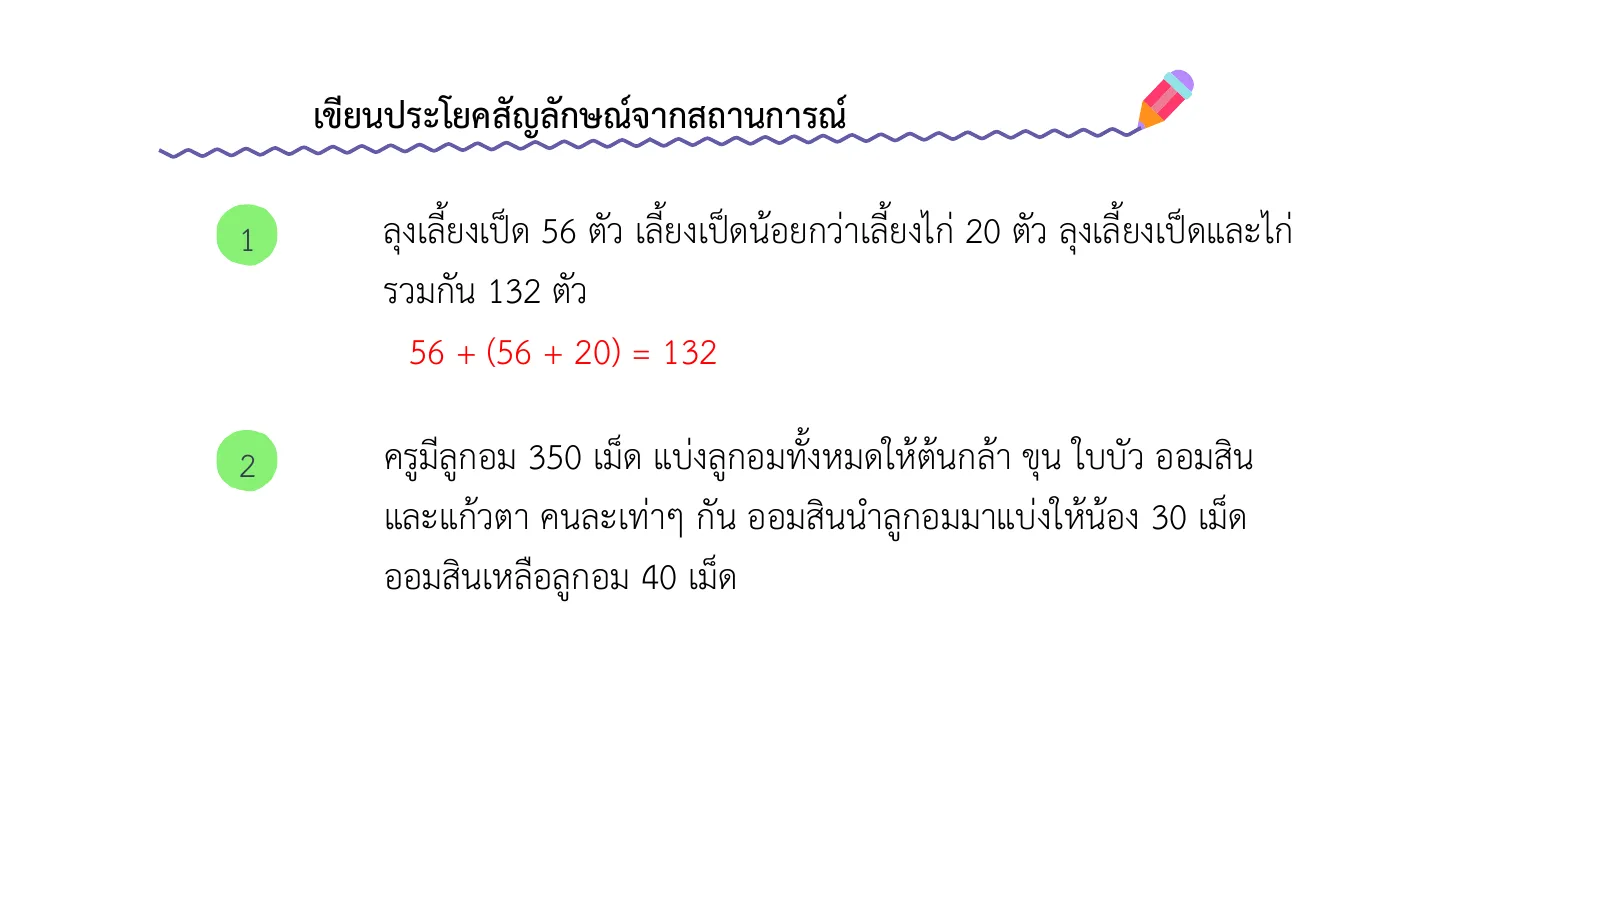 เขียนประโยคสัญลักษณ์จากสถานการณ์
1
ลุงเลี้ยงเป็ด 56 ตัว เลี้ยงเป็ดน้อยกว่าเลี้ยงไก่ 20 ตัว ลุงเลี้ยงเป็ดและไก่
รวมกัน 132 ตัว
56 + (56 + 20) = 132
2
ครูมีลูกอม 350 เม็ด แบ่งลูกอมทั้งหมดให้ต้นกล้า ขุน ใบบัว ออมสิน
และแก้วตา คนละเท่าๆ กัน ออมสินนำลูกอมมาแบ่งให้น้อง 30 เม็ด
ออมสินเหลือลูกอม 40 เม็ด